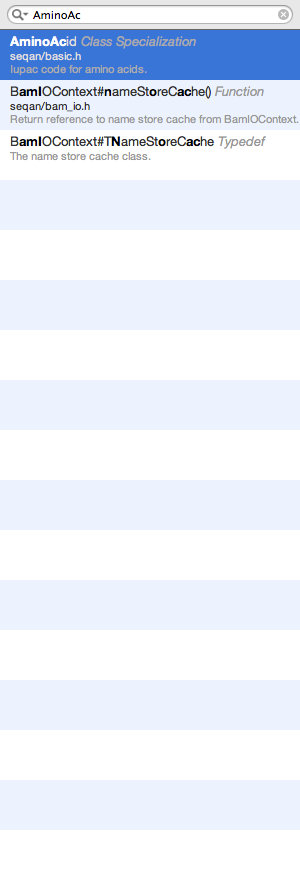 AminoAc
AminoAcid Class Specialization
seqan/basic.h
Iupac code for amino acids.
BamIOContext#nameStoreCache() Function
seqan/bam_io.h
Return reference to name store cache from BamIOContext.
BamIOContext#TNameStoreCache Typedef
The name store cache class.